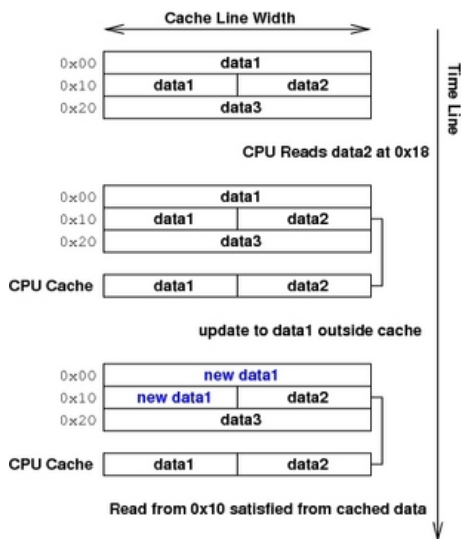 Cache Line Width
0x00 data1
0x10 data1 data2
0x20 data3
Time Line
CPU Reads data2 at 0x18
0x00 data1
0x10 data1 data2
0x20 data3
CPU Cache data1 data2
update to data1 outside cache
0x00 new data1
0x10 new data1 data2
0x20 data3
CPU Cache data1 data2
Read from 0x10 satisfied from cached data